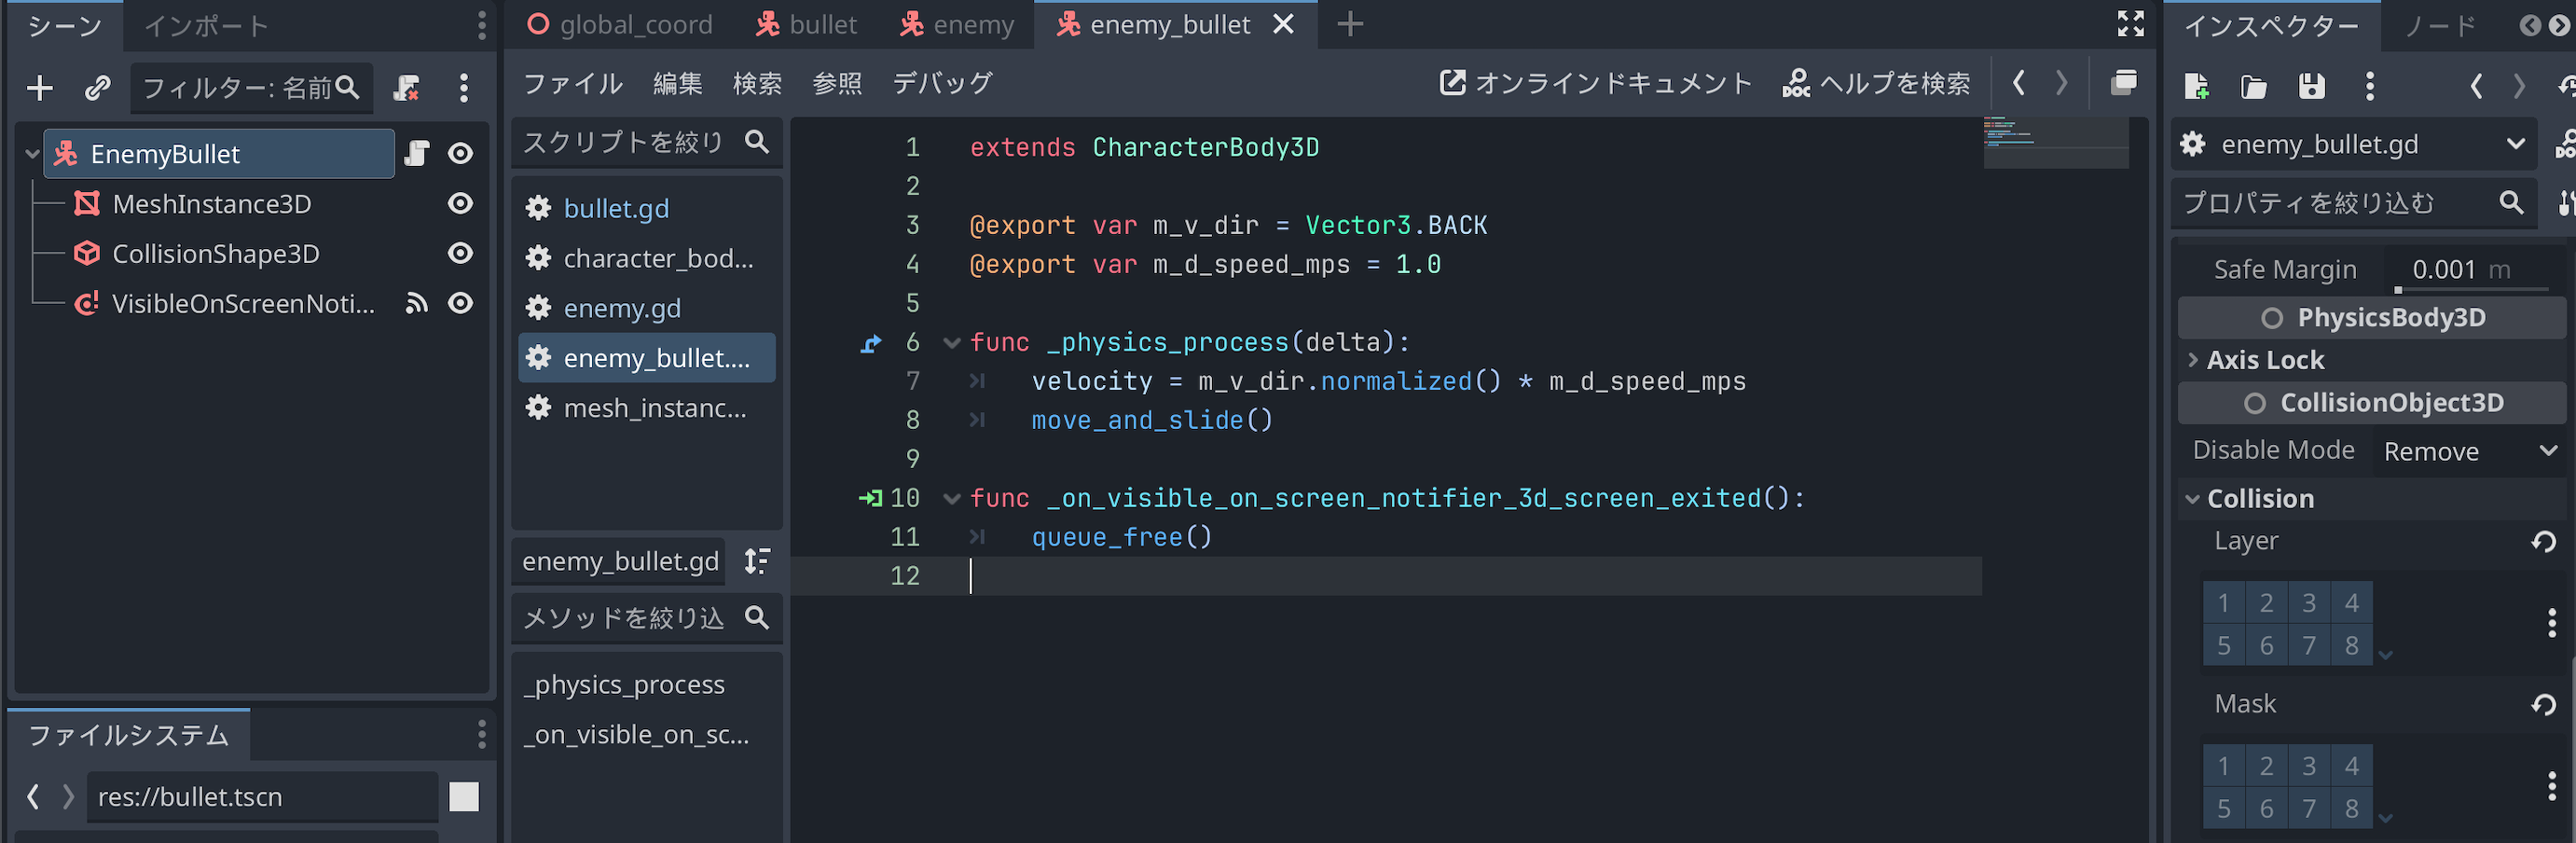 シーン
インポート
フィルター: 名前
EnemyBullet
MeshInstance3D
CollisionShape3D
VisibleOnScreenNoti...
ファイルシステム
res://bullet.tscn
global_coord
bullet
enemy
enemy_bullet
ファイル 編集 検索 参照 デバッグ
オンラインドキュメント
DOC ヘルプを検索
スクリプトを絞り
bullet.gd
character_bod...
enemy.gd
enemy_bullet....
mesh_instanc...
enemy_bullet.gd
メソッドを絞り込
_physics_process
_on_visible_on_sc...
1 extends CharacterBody3D
2
3 @export var m_v_dir = Vector3.BACK
4 @export var m_d_speed_mps = 1.0
5
6 func _physics_process(delta):
7 velocity = m_v_dir.normalized() * m_d_speed_mps
8 move_and_slide()
9
10 func _on_visible_on_screen_notifier_3d_screen_exited():
11 queue_free()
12
インスペクター
ノード
enemy_bullet.gd
プロパティを絞り込む
Safe Margin 0.001 m
PhysicsBody3D
Axis Lock
CollisionObject3D
Disable Mode Remove
Collision
Layer
1 2 3 4
5 6 7 8
Mask
1 2 3 4
5 6 7 8